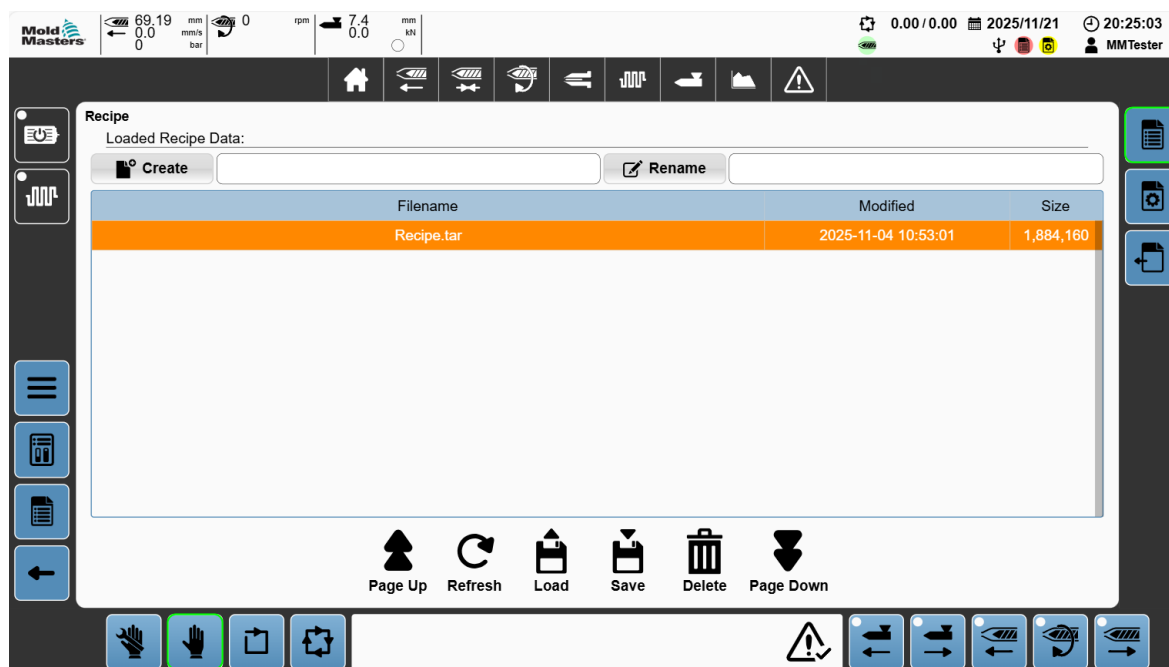 Mold
Masters
69.19 mm
0.0 mm/s
0 bar
0 rpm
7.4 mm
0.0 kN
0.00 / 0.00 2025/11/21 20:25:03
MMTester
Recipe
Loaded Recipe Data:
Create Rename
Filename Modified Size
Recipe.tar 2025-11-04 10:53:01 1,884,160
Page Up Refresh Load Save Delete Page Down